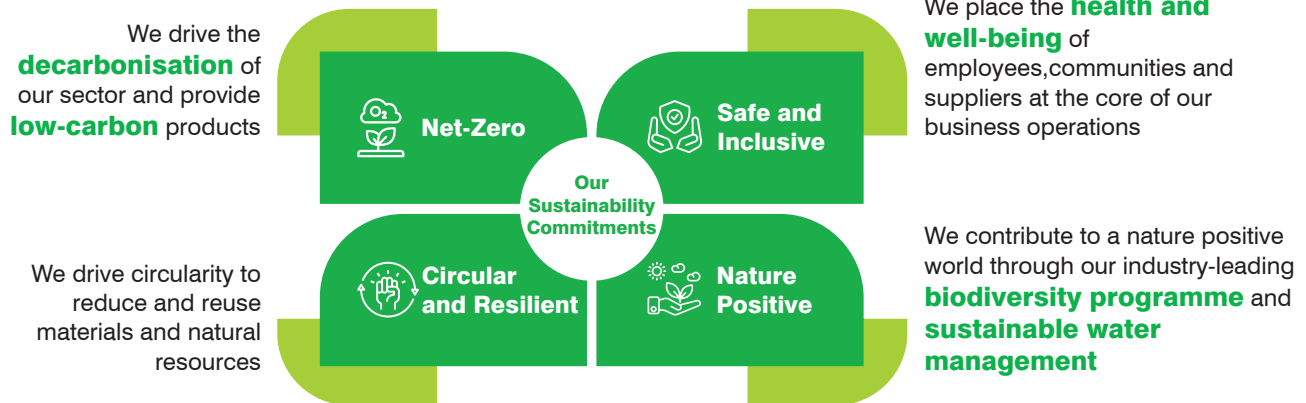 We drive the
decarbonisation of
our sector and provide
low-carbon products
Net-Zero
Safe and
Inclusive
We place the health and
well-being of
employees,communities and
suppliers at the core of our
business operations
Our
Sustainability
Commitments
We drive circularity to
reduce and reuse
materials and natural
resources
Circular
and Resilient
Nature
Positive
We contribute to a nature positive
world through our industry-leading
biodiversity programme and
sustainable water
management
O2